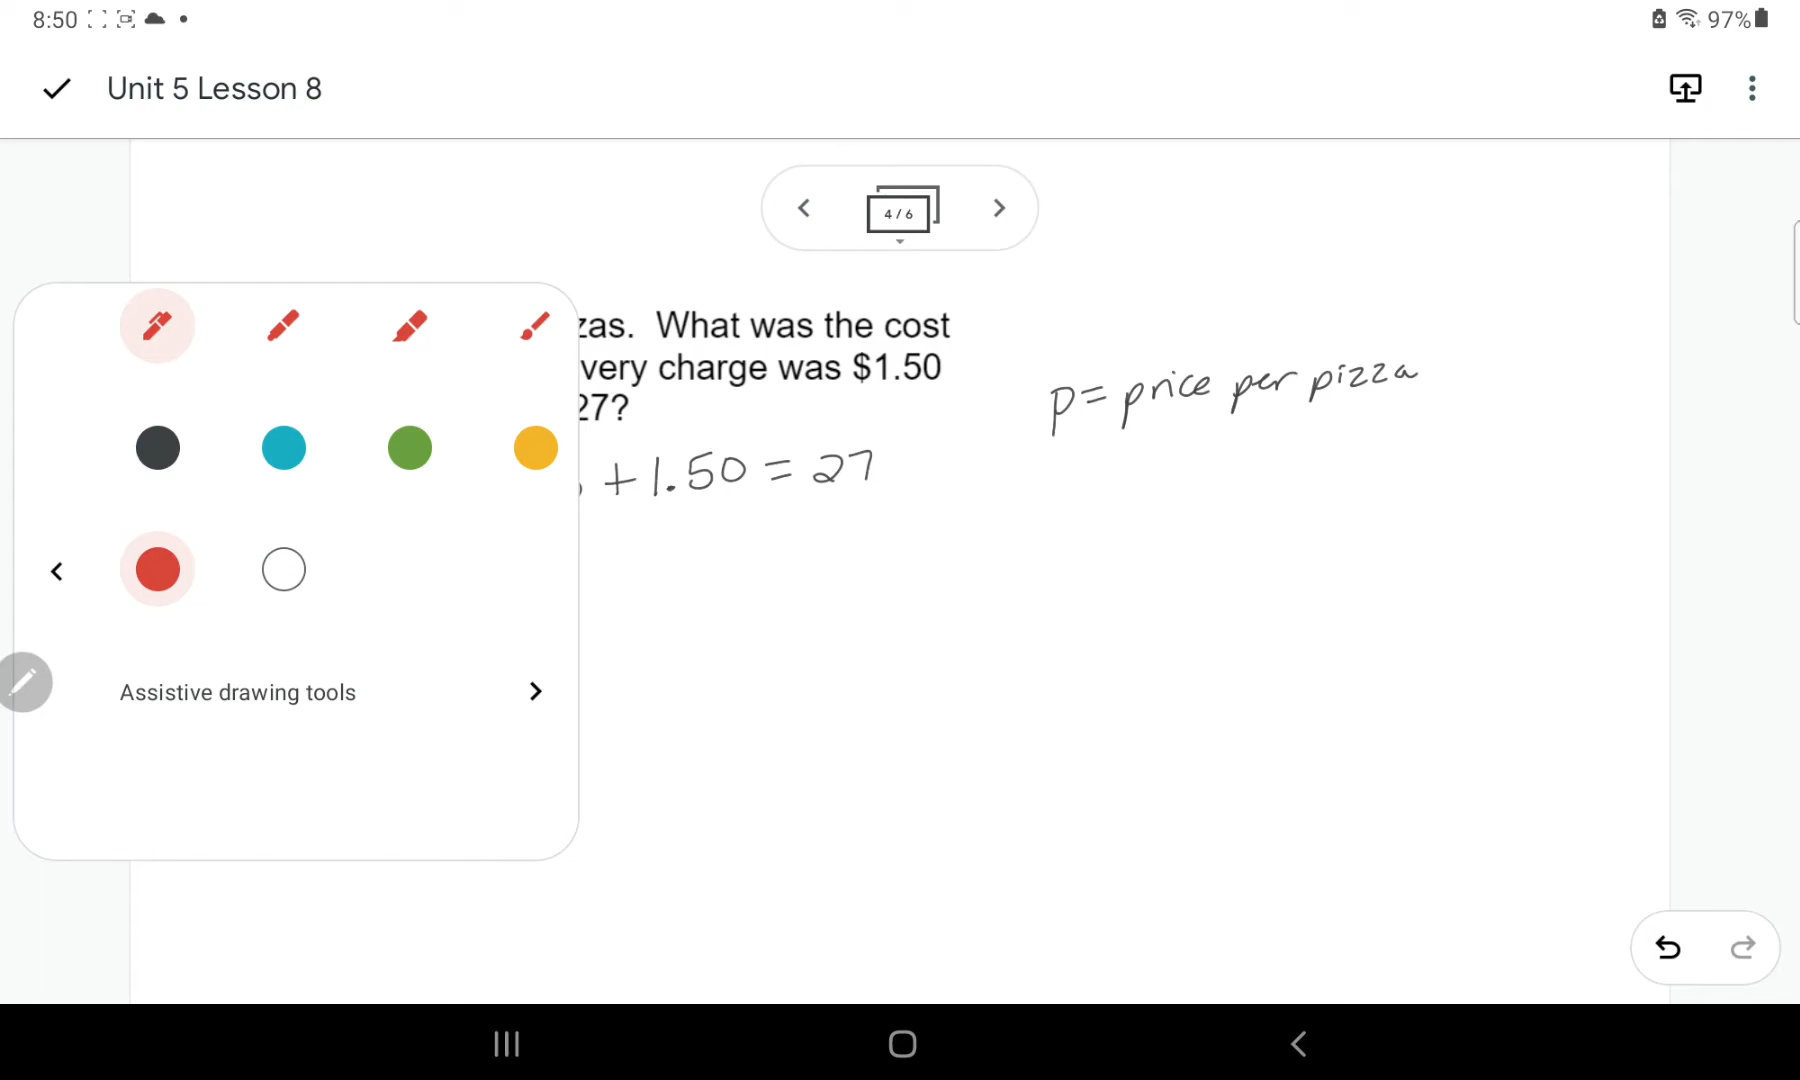 8:50 97%
Unit 5 Lesson 8
4 / 6
zas. What was the cost
very charge was $1.50
27?
p = price per pizza
+ 1.50 = 27
Assistive drawing tools